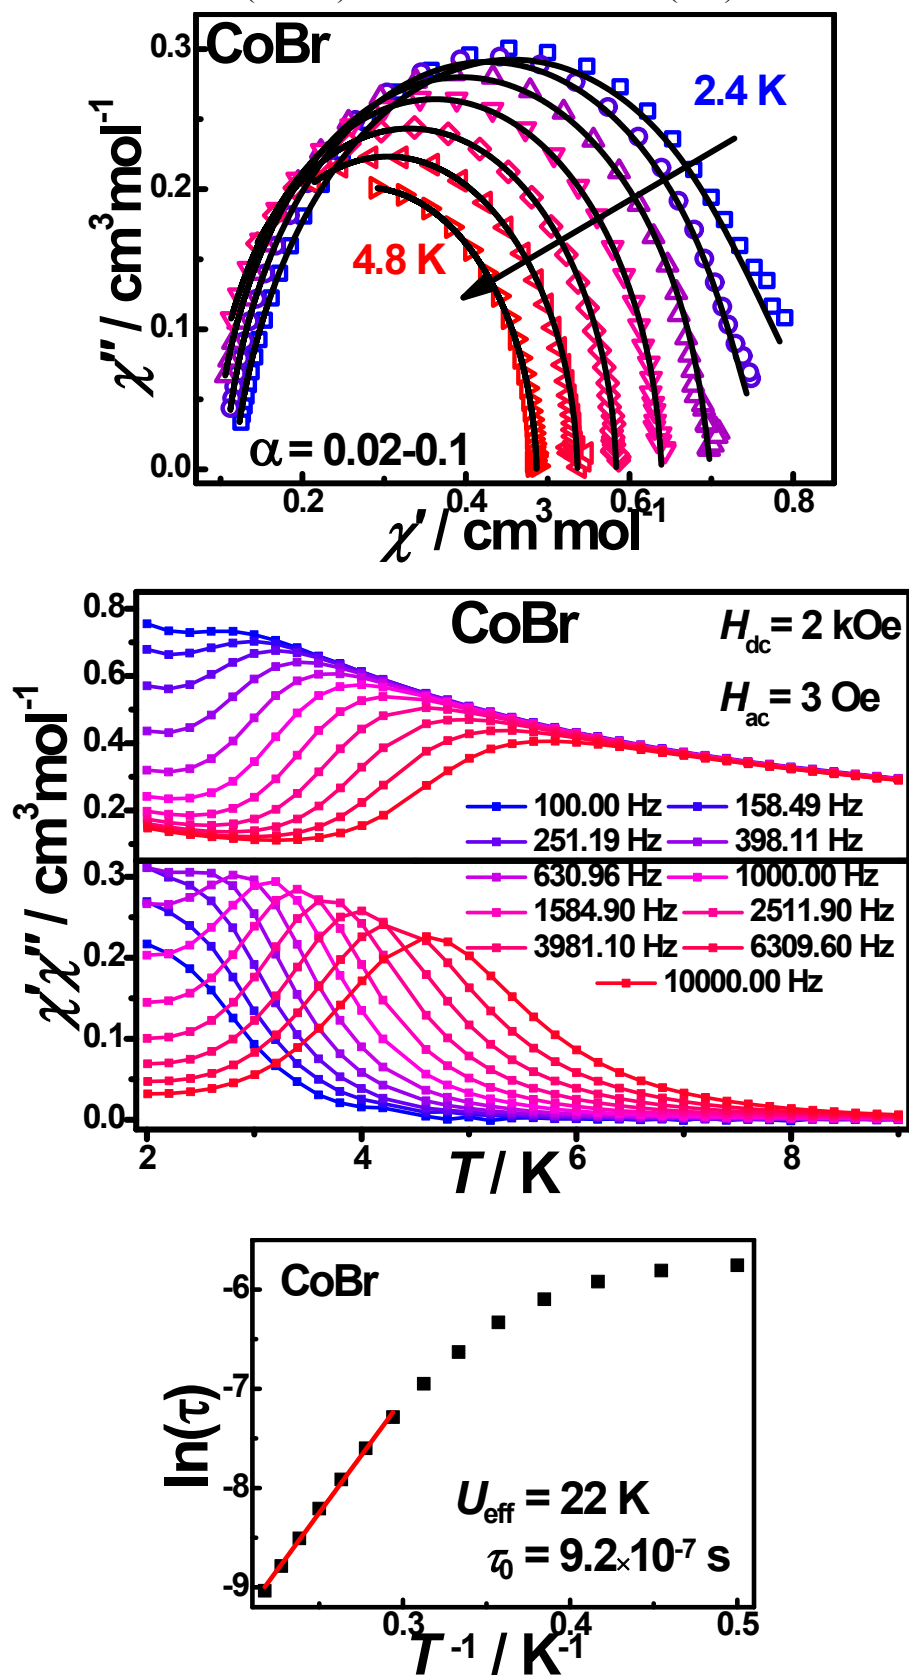 CoBr
2.4 K
4.8 K
α = 0.02-0.1
0.3
0.2
0.1
0.0
χ''/ cm³mol⁻¹
0.2 0.4 0.6 0.8
χ'/ cm³mol⁻¹
CoBr
H_dc = 2 kOe
H_ac = 3 Oe
0.8
0.6
0.4
0.2
100.00 Hz 158.49 Hz
251.19 Hz 398.11 Hz
630.96 Hz 1000.00 Hz
1584.90 Hz 2511.90 Hz
3981.10 Hz 6309.60 Hz
10000.00 Hz
0.3
0.2
0.1
0.0
χ'χ''/ cm³mol⁻¹
2 4 6 8
T / K
CoBr
-6
-7
-8
-9
ln(τ)
U_eff = 22 K
τ₀ = 9.2×10⁻⁷ s
0.3 0.4 0.5
T⁻¹ / K⁻¹